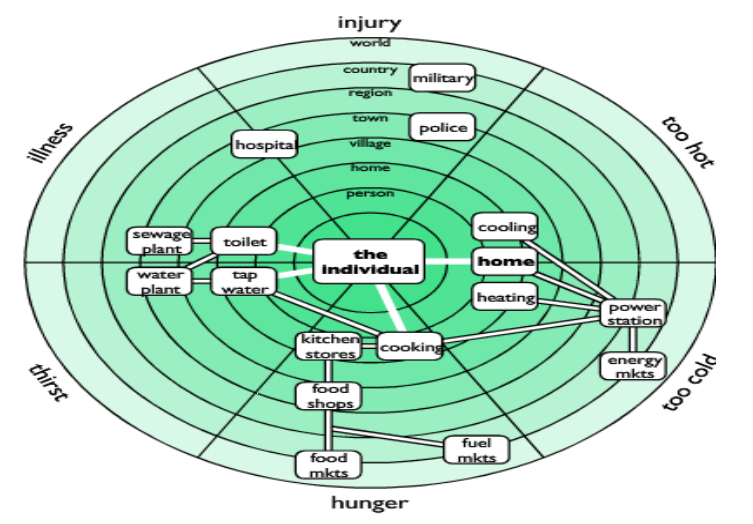 injury
world
country
military
region
town
police
village
hospital
home
person
illness
too hot
sewage
plant
toilet
cooling
the
individual
home
water
plant
tap
water
heating
power
station
kitchen
stores
cooking
energy
mkts
thirst
too cold
food
shops
fuel
mkts
food
mkts
hunger